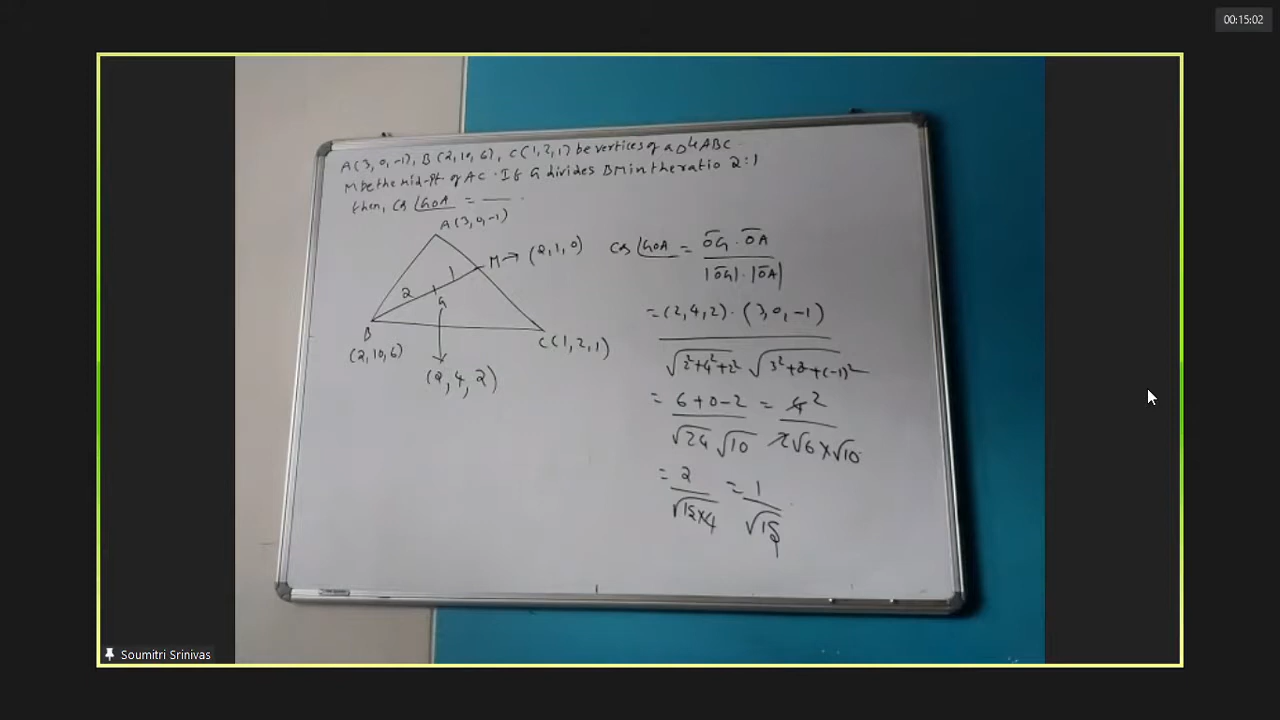 00:15:02
A(3,0,-1), B(2,10,6), C(1,2,1) be vertices of a Δle ABC.
M be the mid-pt of AC. If G divides BM in the ratio 2:1
then, Cos ∠GOA = ___ .
A(3,0,-1)
M → (2,1,0)
1
2
G
B
(2,10,6)
C(1,2,1)
(2,4,2)
Cos ∠GOA = OG . OA
|OG| . |OA|
= (2,4,2) . (3,0,-1)
√2²+4²+2² √3²+0+(-1)²
= 6+0-2 = 4 2
√24 √10 2√6 × √10
= 2 = 1
√15×4 √15
Soumitri Srinivas